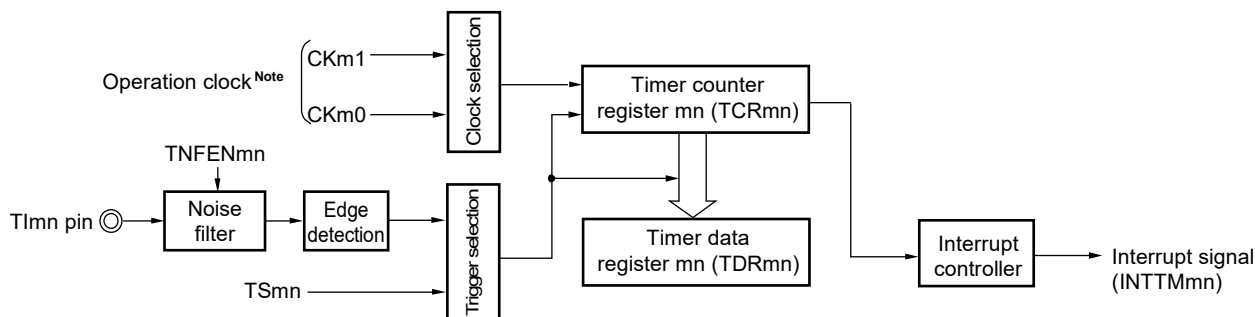 CKm1
Operation clock Note
CKm0
Clock selection
Timer counter
register mn (TCRmn)
TNFENmn
TImn pin
Noise
filter
Edge
detection
TSmn
Trigger selection
Timer data
register mn (TDRmn)
Interrupt
controller
Interrupt signal
(INTTMmn)